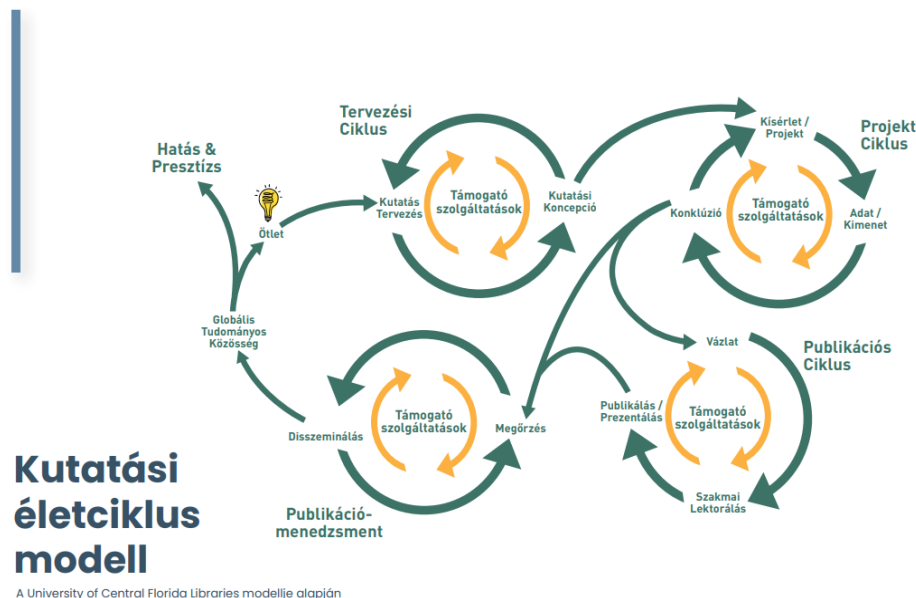 Hatás &
Presztízs
Ötlet
Globális
Tudományos
Közösség
Tervezési
Ciklus
Kutatás
Tervezés
Támogató
szolgáltatások
Kutatási
Koncepció
Kísérlet /
Projekt
Projekt
Ciklus
Konklúzió
Támogató
szolgáltatások
Adat /
Kimenet
Vázlat
Publikációs
Ciklus
Publikálás /
Prezentálás
Támogató
szolgáltatások
Szakmai
Lektorálás
Megőrzés
Támogató
szolgáltatások
Disszeminálás
Publikáció-
menedzsment
Kutatási
életciklus
modell
A University of Central Florida Libraries modellje alapján